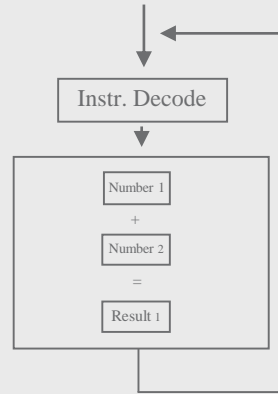 Instr. Decode
Number 1
+
Number 2
=
Result 1